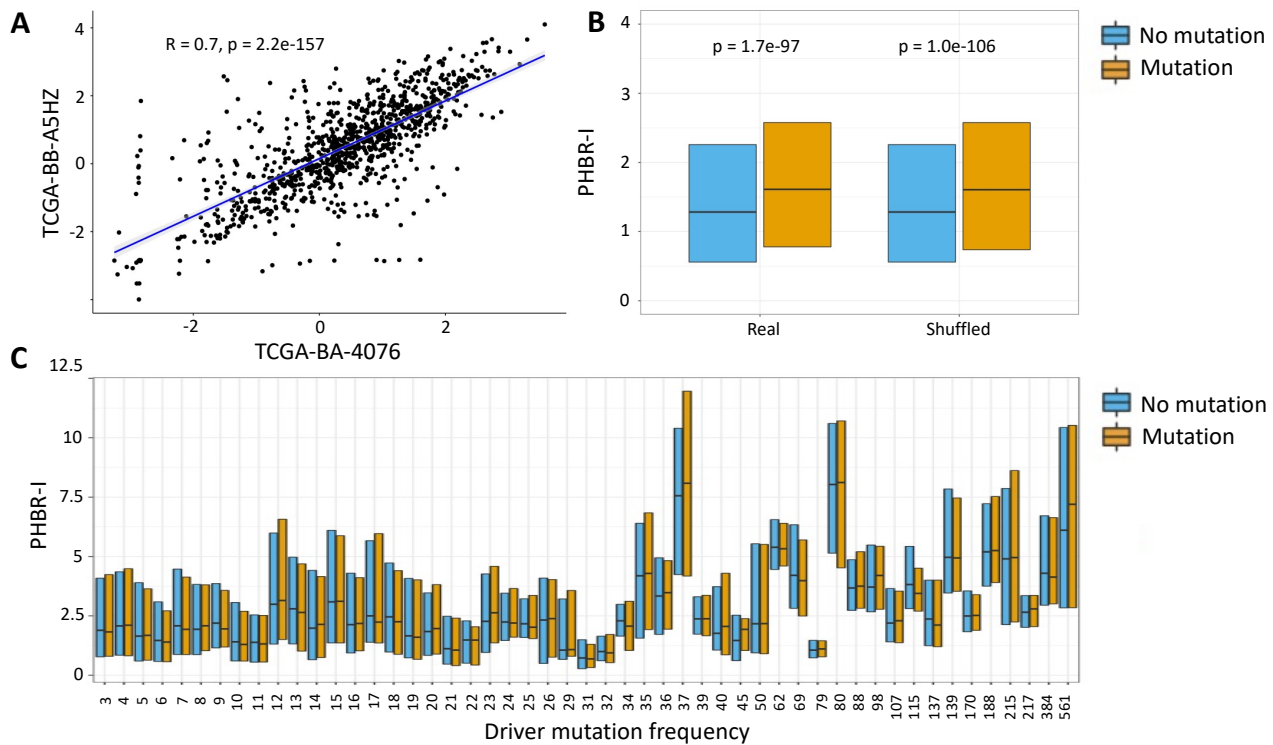 A
4
2
0
-2
R = 0.7, p = 2.2e-157
TCGA-BB-A5HZ
-2
0
2
TCGA-BA-4076
B
4
3
2
1
0
PHBR-I
p = 1.7e-97
p = 1.0e-106
Real
Shuffled
No mutation
Mutation
C
12.5
10
7.5
5
2.5
0
PHBR-I
3 4 5 6 7 8 9 10 11 12 13 14 15 16 17 18 19 20 21 22 23 24 25 26 29 31 32 34 35 36 37 39 40 45 50 62 69 79 80 88 98 107 115 137 139 170 188 215 217 384 561
Driver mutation frequency
No mutation
Mutation